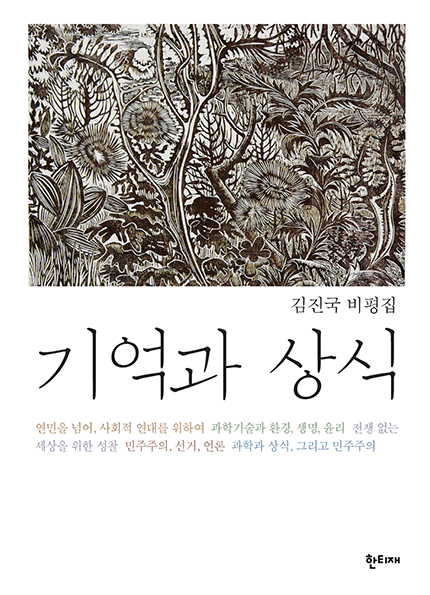 김진국 비평집
기억과 상식
연민을 넘어, 사회적 연대를 위하여 과학기술과 환경, 생명, 윤리 전쟁 없는
세상을 위한 성찰 민주주의, 선거, 언론 과학과 상식, 그리고 민주주의
한티재